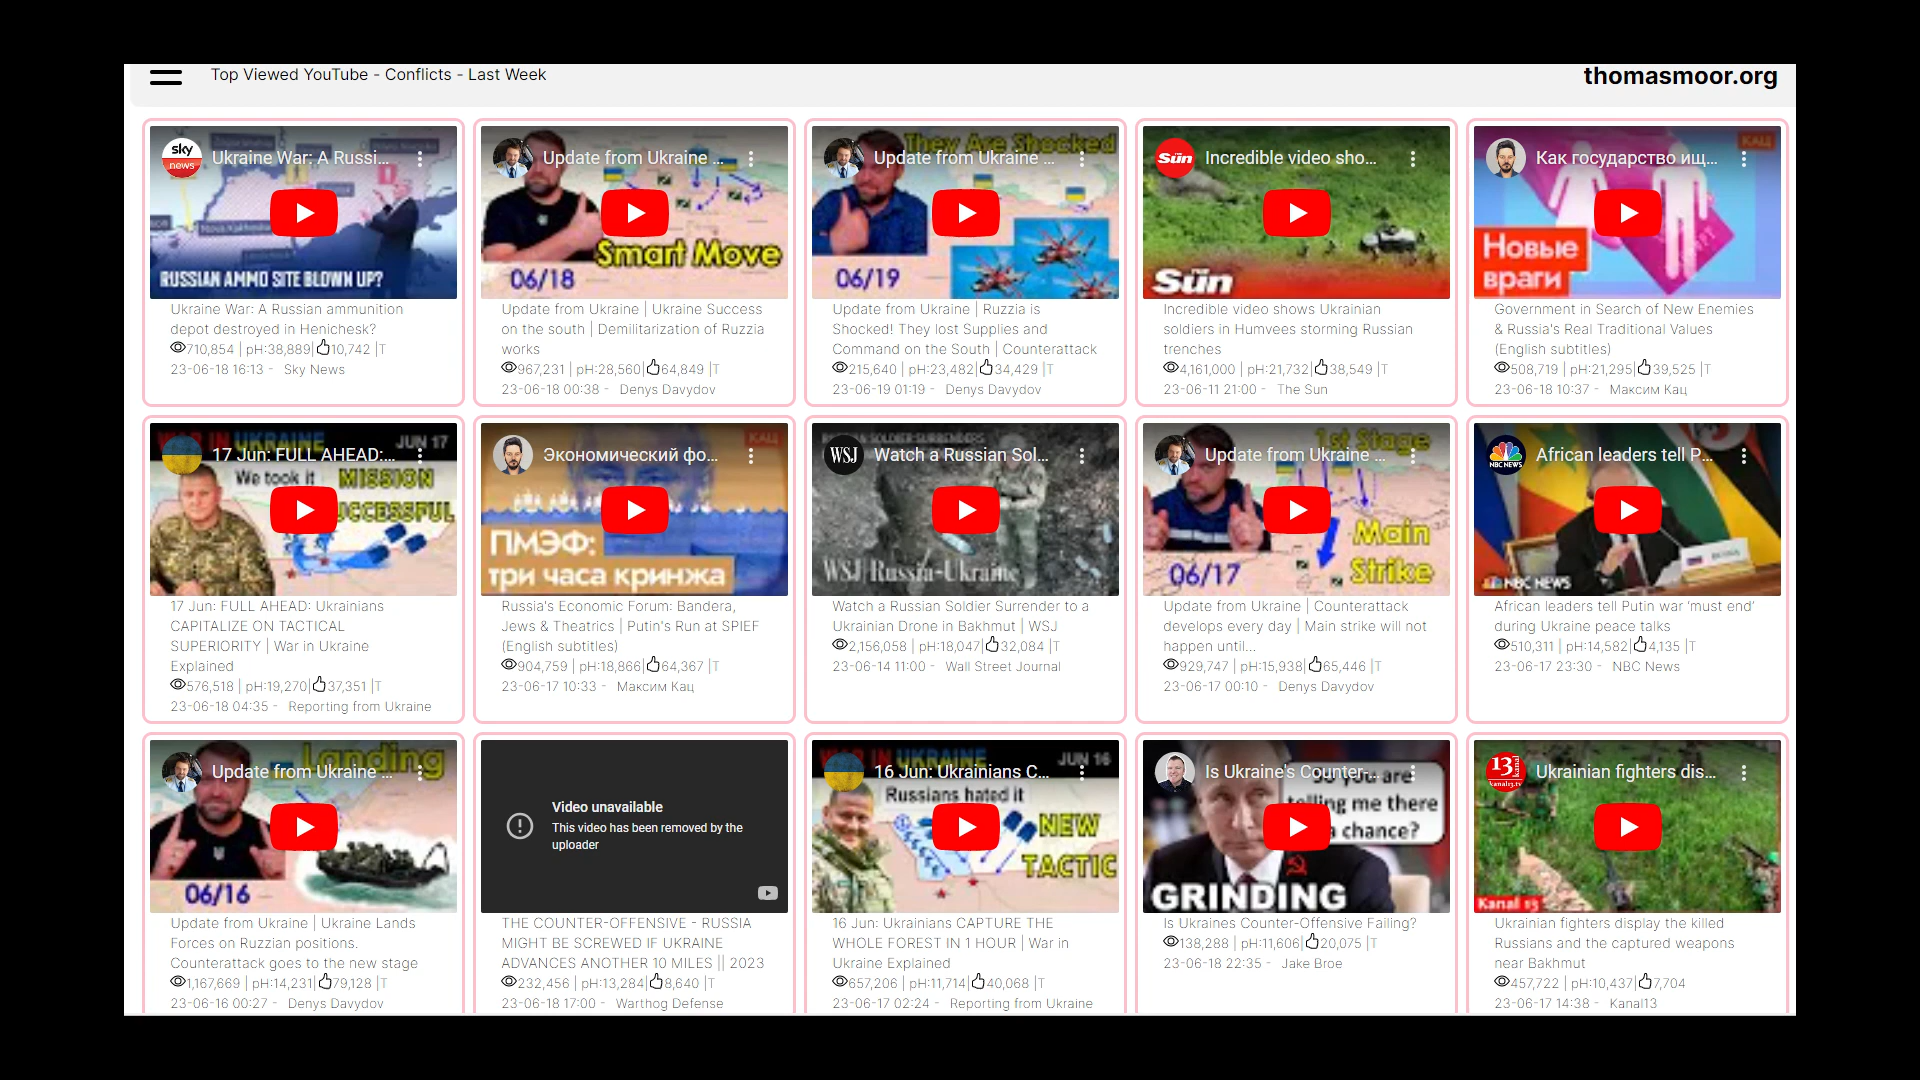 Top Viewed YouTube - Conflicts - Last Week
thomasmoor.org
sky
news
Ukraine War: A Russi...
RUSSIAN AMMO SITE BLOWN UP?
Ukraine War: A Russian ammunition
depot destroyed in Henichesk?
710,854 | pH:38,889| 10,742 |T
23-06-18 16:13 - Sky News
Update from Ukraine ...
Smart Move
06/18
Update from Ukraine | Ukraine Success
on the south | Demilitarization of Ruzzia
works
967,231 | pH:28,560| 64,849 |T
23-06-18 00:38 - Denys Davydov
They Are Shocked
Update from Ukraine ...
06/19
Update from Ukraine | Ruzzia is
Shocked! They lost Supplies and
Command on the South | Counterattack
215,640 | pH:23,482| 34,429 |T
23-06-19 01:19 - Denys Davydov
Sun
Incredible video sho...
THE Sun
Incredible video shows Ukrainian
soldiers in Humvees storming Russian
trenches
4,161,000 | pH:21,732| 38,549 |T
23-06-11 21:00 - The Sun
КАЦ
Как государство ищ...
Новые
враги
Government in Search of New Enemies
& Russia's Real Traditional Values
(English subtitles)
508,719 | pH:21,295| 39,525 |T
23-06-18 10:37 - Максим Кац
WAR IN UKRAINE JUN 17
17 Jun: FULL AHEAD:...
We took it MISSION
SUCCESSFUL
17 Jun: FULL AHEAD: Ukrainians
CAPITALIZE ON TACTICAL
SUPERIORITY | War in Ukraine
Explained
576,518 | pH:19,270| 37,351 |T
23-06-18 04:35 - Reporting from Ukraine
КАЦ
Экономический фо...
ПМЭФ:
три часа кринжа
Russia's Economic Forum: Bandera,
Jews & Theatrics | Putin's Run at SPIEF
(English subtitles)
904,759 | pH:18,866| 64,367 |T
23-06-17 10:33 - Максим Кац
RUSSIAN SOLDIER SURRENDERS
WSJ
Watch a Russian Sol...
WSJ|Russia-Ukraine
Watch a Russian Soldier Surrender to a
Ukrainian Drone in Bakhmut | WSJ
2,156,058 | pH:18,047| 32,084 |T
23-06-14 11:00 - Wall Street Journal
1st Stage
Update from Ukraine ...
Main
Strike
06/17
Update from Ukraine | Counterattack
develops every day | Main strike will not
happen until...
929,747 | pH:15,938| 65,446 |T
23-06-17 00:10 - Denys Davydov
NBC NEWS
African leaders tell P...
NBC NEWS
African leaders tell Putin war ‘must end’
during Ukraine peace talks
510,311 | pH:14,582| 4,135 |T
23-06-17 23:30 - NBC News
Landing
Update from Ukraine ...
06/16
Update from Ukraine | Ukraine Lands
Forces on Ruzzian positions.
Counterattack goes to the new stage
1,167,669 | pH:14,231| 79,128 |T
23-06-16 00:27 - Denys Davydov
Video unavailable
This video has been removed by the
uploader
THE COUNTER-OFFENSIVE - RUSSIA
MIGHT BE SCREWED IF UKRAINE
ADVANCES ANOTHER 10 MILES || 2023
232,456 | pH:13,284| 8,640 |T
23-06-18 17:00 - Warthog Defense
WAR IN UKRAINE JUN 16
16 Jun: Ukrainians C...
Russians hated it
NEW
TACTIC
16 Jun: Ukrainians CAPTURE THE
WHOLE FOREST IN 1 HOUR | War in
Ukraine Explained
657,206 | pH:11,714| 40,068 |T
23-06-17 02:24 - Reporting from Ukraine
Is Ukraine's Counter-...
So you are
telling me there
a chance?
GRINDING
Is Ukraines Counter-Offensive Failing?
138,288 | pH:11,606| 20,075 |T
23-06-18 22:35 - Jake Broe
13
kanal
kanal13.tv
Ukrainian fighters dis...
Kanal 13
Ukrainian fighters display the killed
Russians and the captured weapons
near Bakhmut
457,722 | pH:10,437| 7,704
23-06-17 14:38 - Kanal13